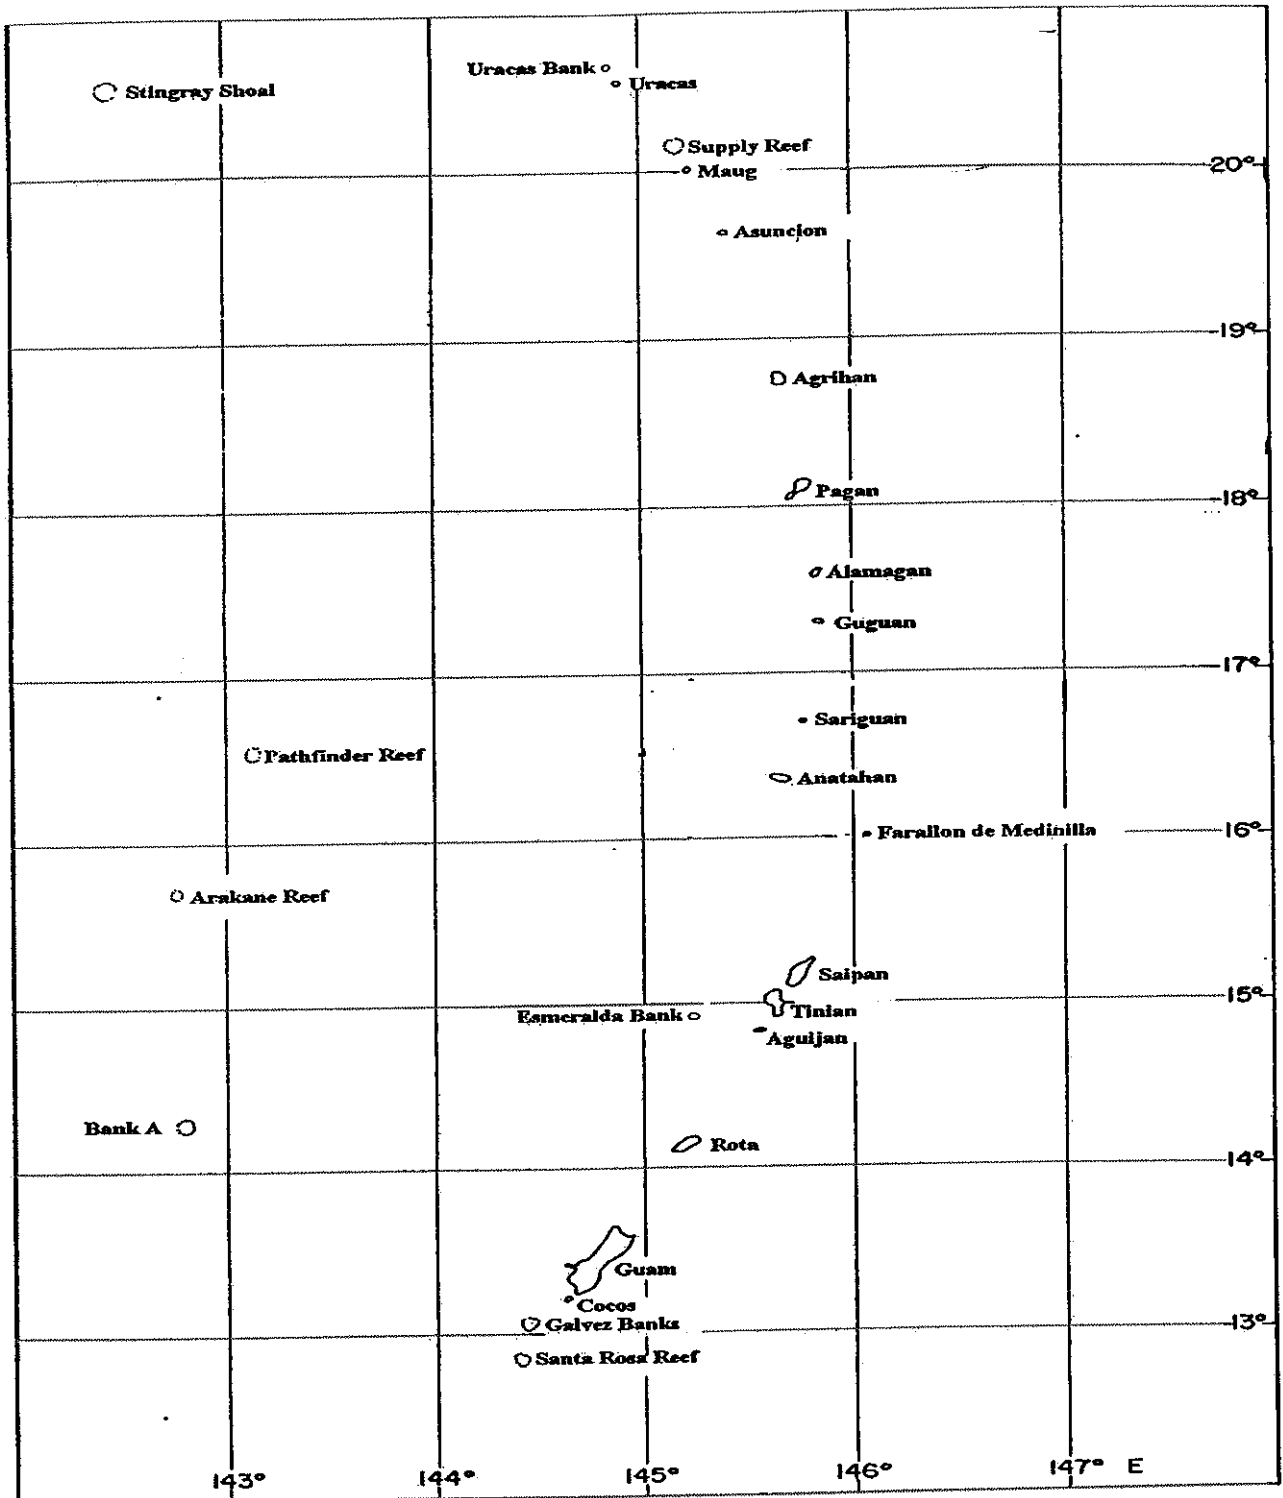 Uracas Bank
Uracas
Stingray Shoal
Supply Reef
20°
Maug
Asuncion
19°
Agrihan
Pagan
18°
Alamagan
Guguan
17°
Sariguan
Pathfinder Reef
Anatahan
Farallon de Medinilla
16°
Arakane Reef
Saipan
15°
Tinian
Esmeralda Bank
Aguijan
Bank A
Rota
14°
Guam
Cocos
Galvez Banks
13°
Santa Rosa Reef
143° 144° 145° 146° 147° E